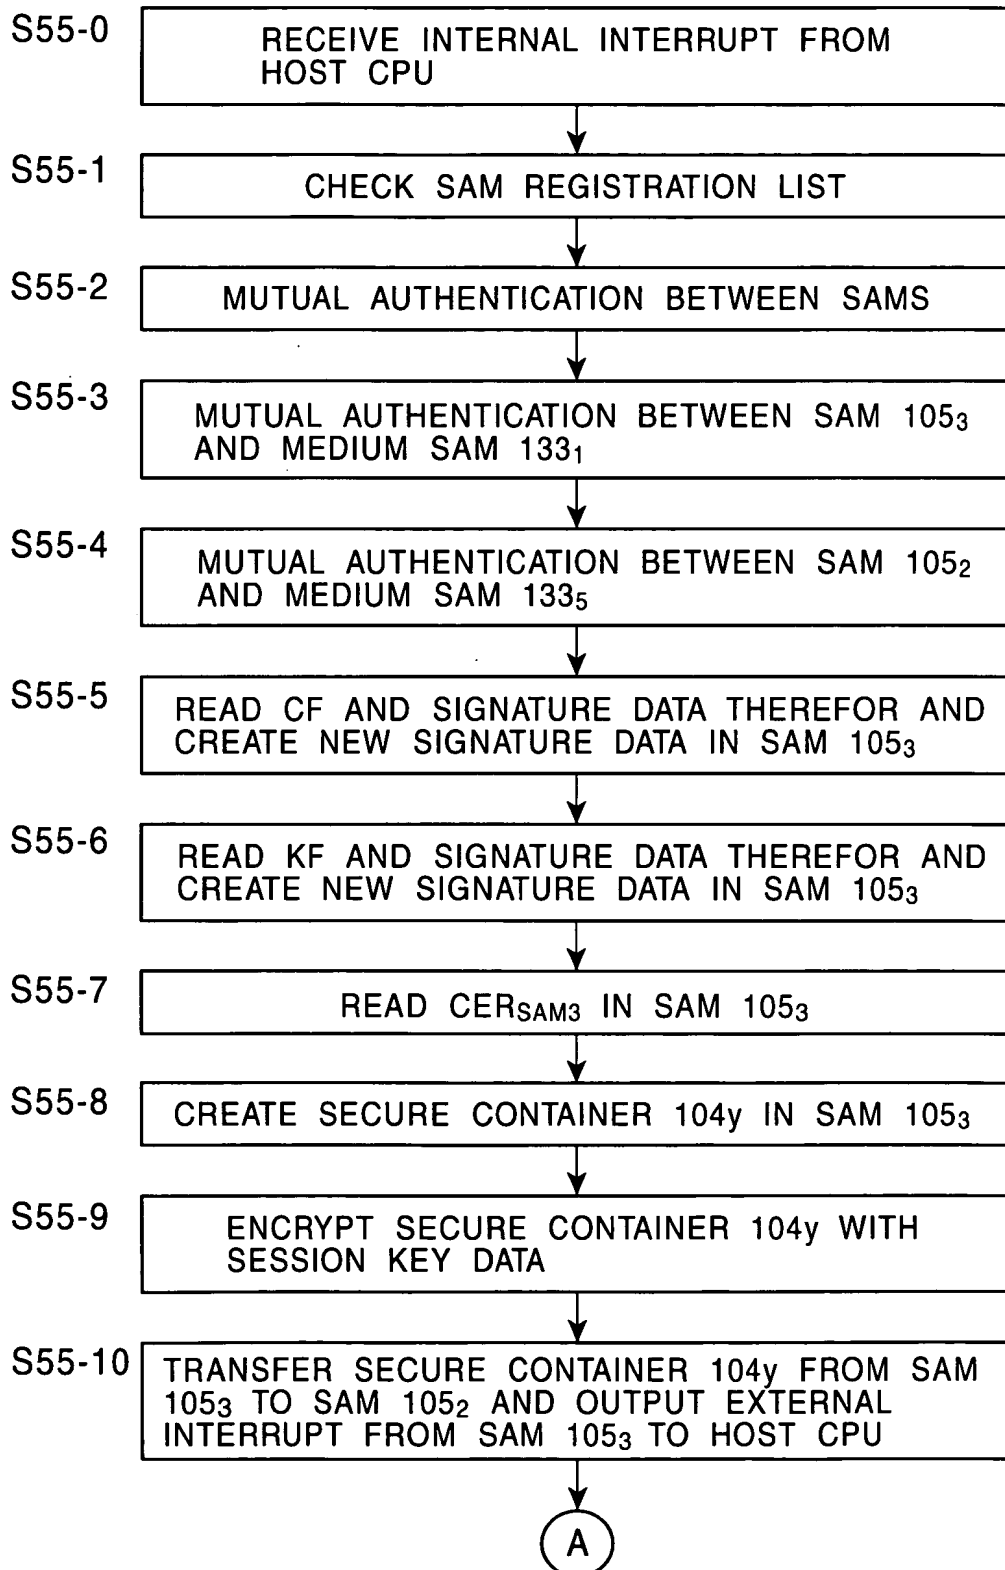 S55-0
RECEIVE INTERNAL INTERRUPT FROM
HOST CPU
S55-1
CHECK SAM REGISTRATION LIST
S55-2
MUTUAL AUTHENTICATION BETWEEN SAMS
S55-3
MUTUAL AUTHENTICATION BETWEEN SAM 105₃
AND MEDIUM SAM 133₁
S55-4
MUTUAL AUTHENTICATION BETWEEN SAM 105₂
AND MEDIUM SAM 133₅
S55-5
READ CF AND SIGNATURE DATA THEREFOR AND
CREATE NEW SIGNATURE DATA IN SAM 105₃
S55-6
READ KF AND SIGNATURE DATA THEREFOR AND
CREATE NEW SIGNATURE DATA IN SAM 105₃
S55-7
READ CER_SAM3 IN SAM 105₃
S55-8
CREATE SECURE CONTAINER 104y IN SAM 105₃
S55-9
ENCRYPT SECURE CONTAINER 104y WITH
SESSION KEY DATA
S55-10
TRANSFER SECURE CONTAINER 104y FROM SAM
105₃ TO SAM 105₂ AND OUTPUT EXTERNAL
INTERRUPT FROM SAM 105₃ TO HOST CPU
A